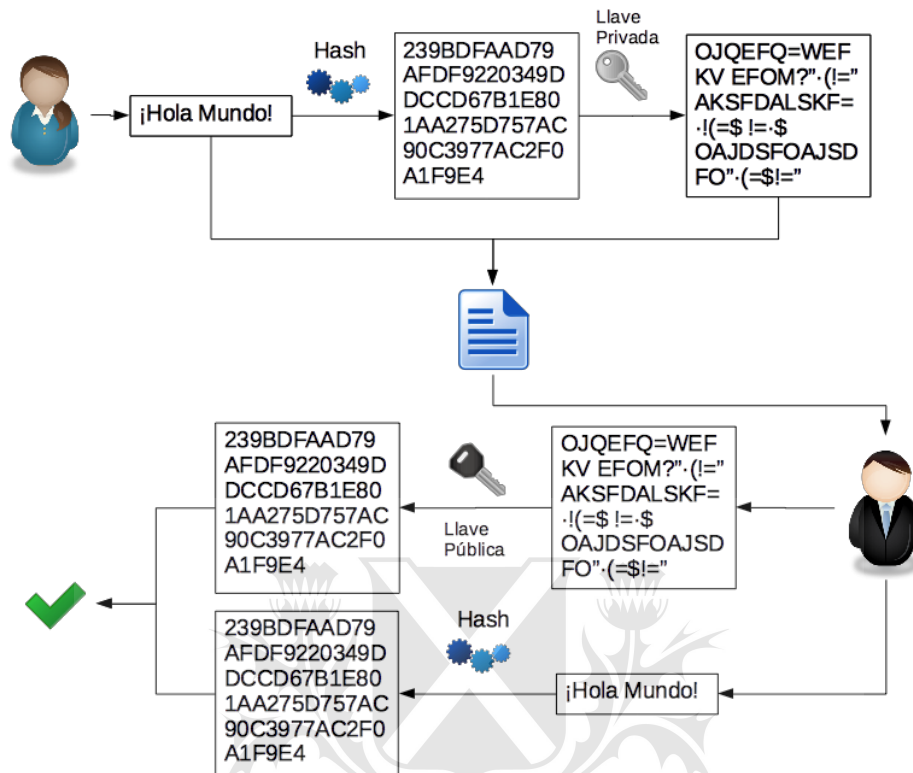 Hash
Llave
Privada
¡Hola Mundo!
239BDFAAD79
AFDF9220349D
DCCD67B1E80
1AA275D757AC
90C3977AC2F0
A1F9E4
OJQEFQ=WEF
KV EFOM?”·(!=”
AKSFDALSKF=
·!(=$ !=·$
OAJDSFOAJSD
FO”·(=$!=”
239BDFAAD79
AFDF9220349D
DCCD67B1E80
1AA275D757AC
90C3977AC2F0
A1F9E4
Llave
Pública
OJQEFQ=WEF
KV EFOM?”·(!=”
AKSFDALSKF=
·!(=$ !=·$
OAJDSFOAJSD
FO”·(=$!=”
239BDFAAD79
AFDF9220349D
DCCD67B1E80
1AA275D757AC
90C3977AC2F0
A1F9E4
Hash
¡Hola Mundo!